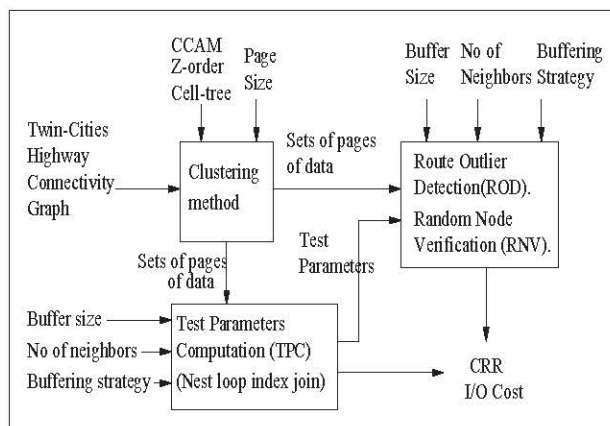 CCAM
Z-order
Cell-tree
Page
Size
Buffer
Size
No of
Neighbors
Buffering
Strategy
Twin-Cities
Highway
Connectivity
Graph
Clustering
method
Sets of pages
of data
Route Outlier
Detection(ROD).
Random Node
Verification (RNV).
Test
Parameters
Sets of pages
of data
Buffer size
No of neighbors
Buffering strategy
Test Parameters
Computation (TPC)
(Nest loop index join)
CRR
I/O Cost